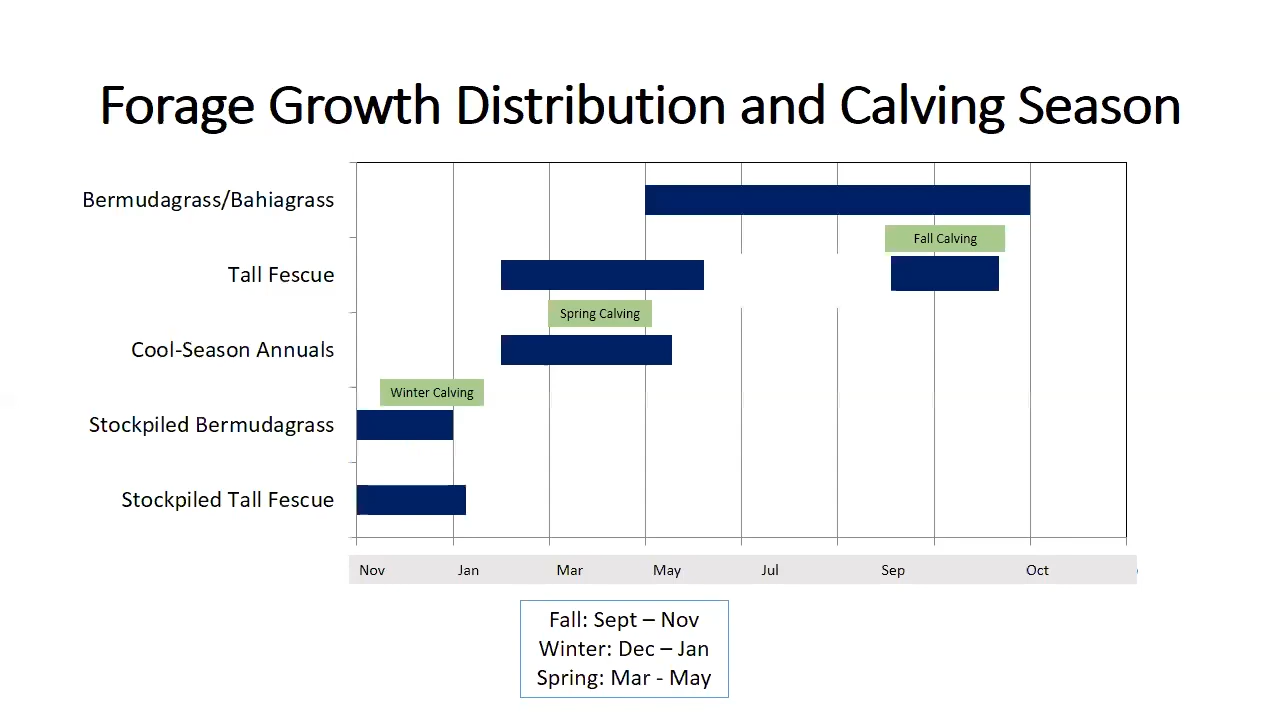 Forage Growth Distribution and Calving Season
Bermudagrass/Bahiagrass
Fall Calving
Tall Fescue
Spring Calving
Cool-Season Annuals
Winter Calving
Stockpiled Bermudagrass
Stockpiled Tall Fescue
Nov Jan Mar May Jul Sep Oct
Fall: Sept – Nov
Winter: Dec – Jan
Spring: Mar - May